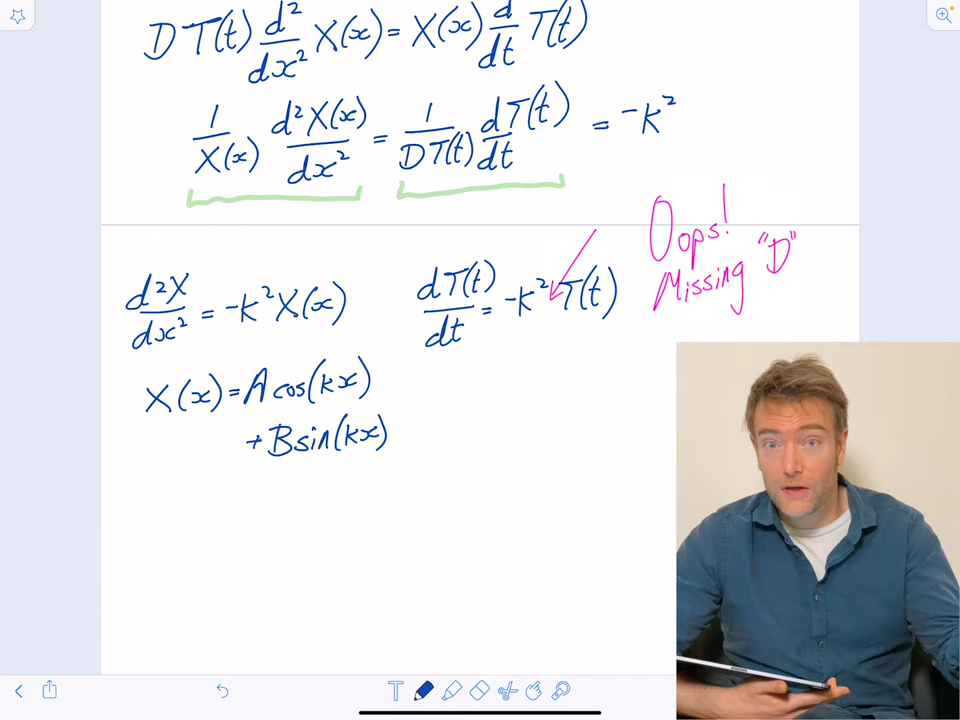 D T(t) d²/dx² X(x) = X(x) d/dt T(t)
1/X(x) d²X(x)/dx² = 1/DT(t) dT(t)/dt = -k²
Oops!
Missing "D"
d²X/dx² = -k² X(x)
dT(t)/dt = -k² T(t)
X(x) = A cos(kx)
+ B sin(kx)
T